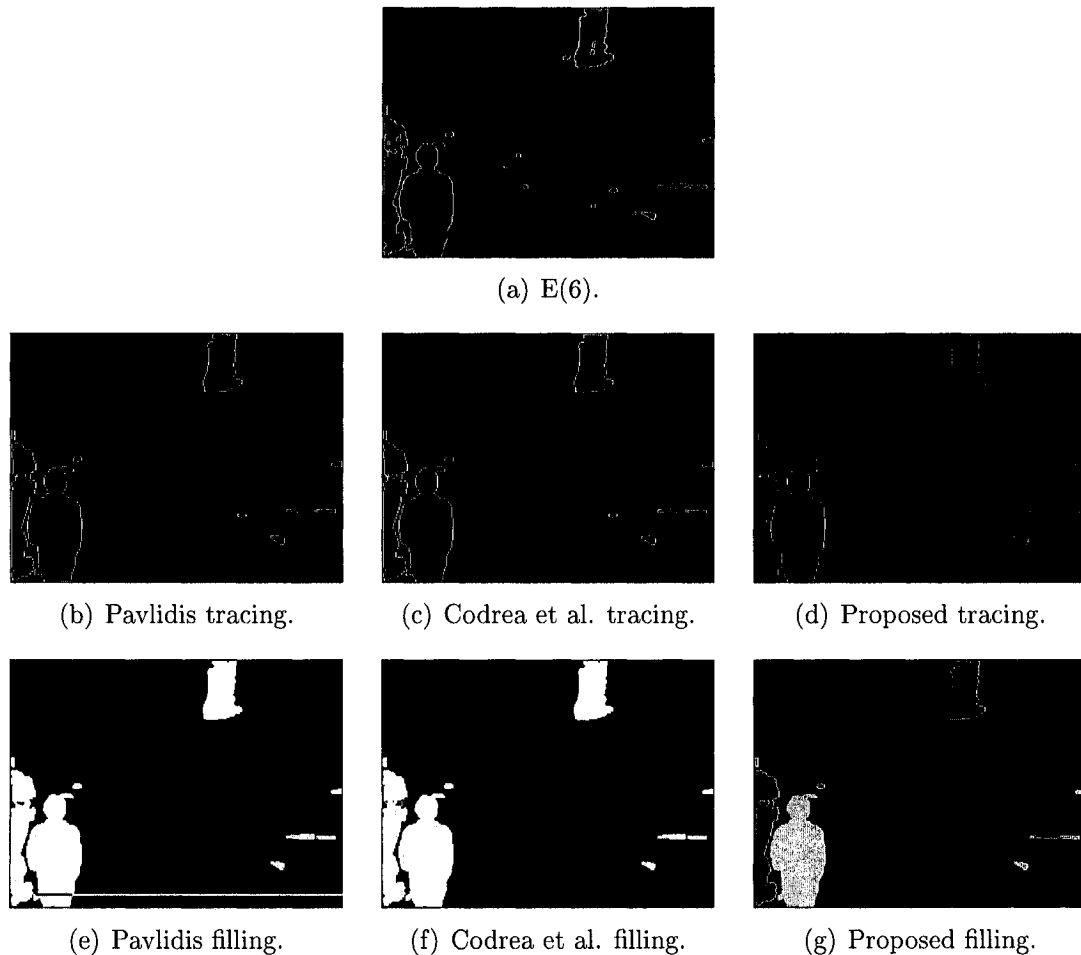 (a) E(6).
(b) Pavlidis tracing.
(c) Codrea et al. tracing.
(d) Proposed tracing.
(e) Pavlidis filling.
(f) Codrea et al. filling.
(g) Proposed filling.